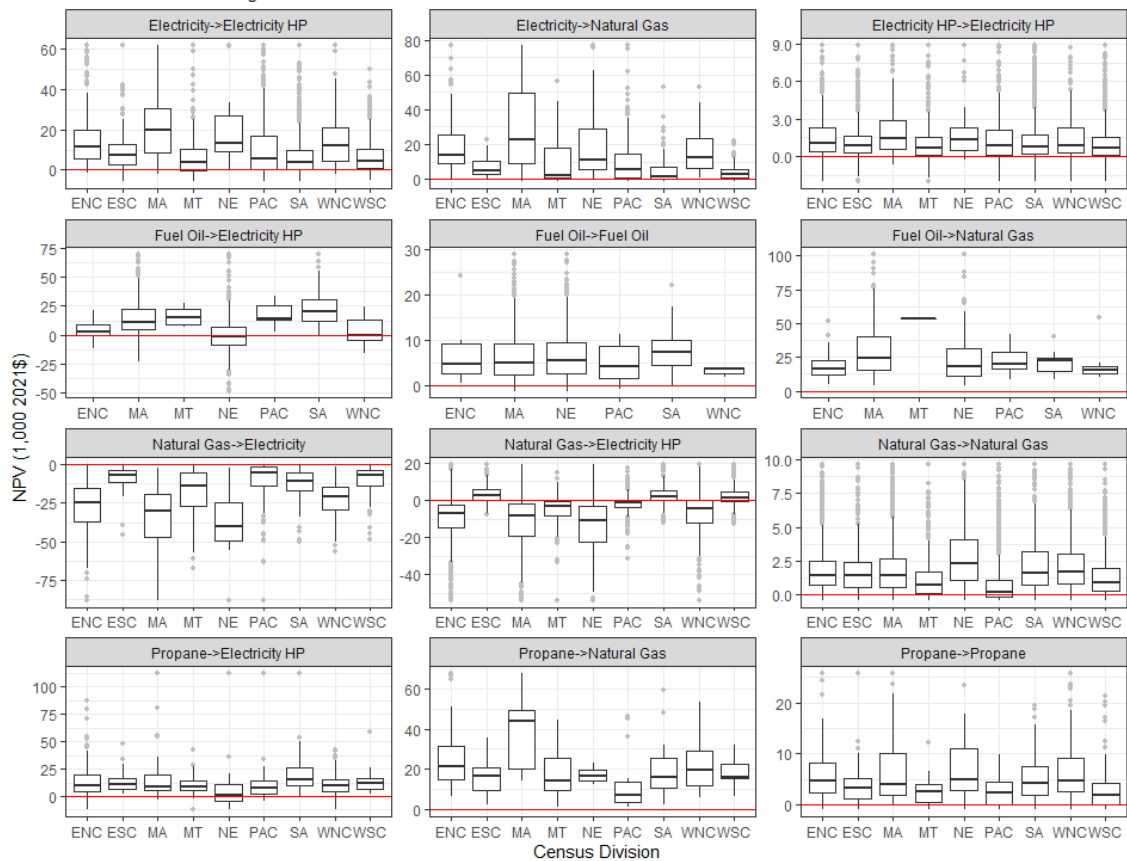 Electricity->Electricity HP
Electricity->Natural Gas
Electricity HP->Electricity HP
60
40
20
0
80
60
40
20
0
9.0
6.0
3.0
0.0
ENC ESC MA MT NE PAC SA WNC WSC
ENC ESC MA MT NE PAC SA WNC WSC
ENC ESC MA MT NE PAC SA WNC WSC
Fuel Oil->Electricity HP
Fuel Oil->Fuel Oil
Fuel Oil->Natural Gas
75
50
25
0
-25
-50
30
20
10
0
100
75
50
25
0
ENC MA MT NE PAC SA WNC
ENC MA NE PAC SA WNC
ENC MA MT NE PAC SA WNC
NPV (1,000 2021$)
Natural Gas->Electricity
Natural Gas->Electricity HP
Natural Gas->Natural Gas
0
-25
-50
-75
20
0
-20
-40
10.0
7.5
5.0
2.5
0.0
ENC ESC MA MT NE PAC SA WNC WSC
ENC ESC MA MT NE PAC SA WNC WSC
ENC ESC MA MT NE PAC SA WNC WSC
Propane->Electricity HP
Propane->Natural Gas
Propane->Propane
100
75
50
25
0
60
40
20
0
20
10
0
ENC ESC MA MT NE PAC SA WNC WSC
ENC ESC MA MT NE PAC SA WNC WSC
ENC ESC MA MT NE PAC SA WNC WSC
Census Division